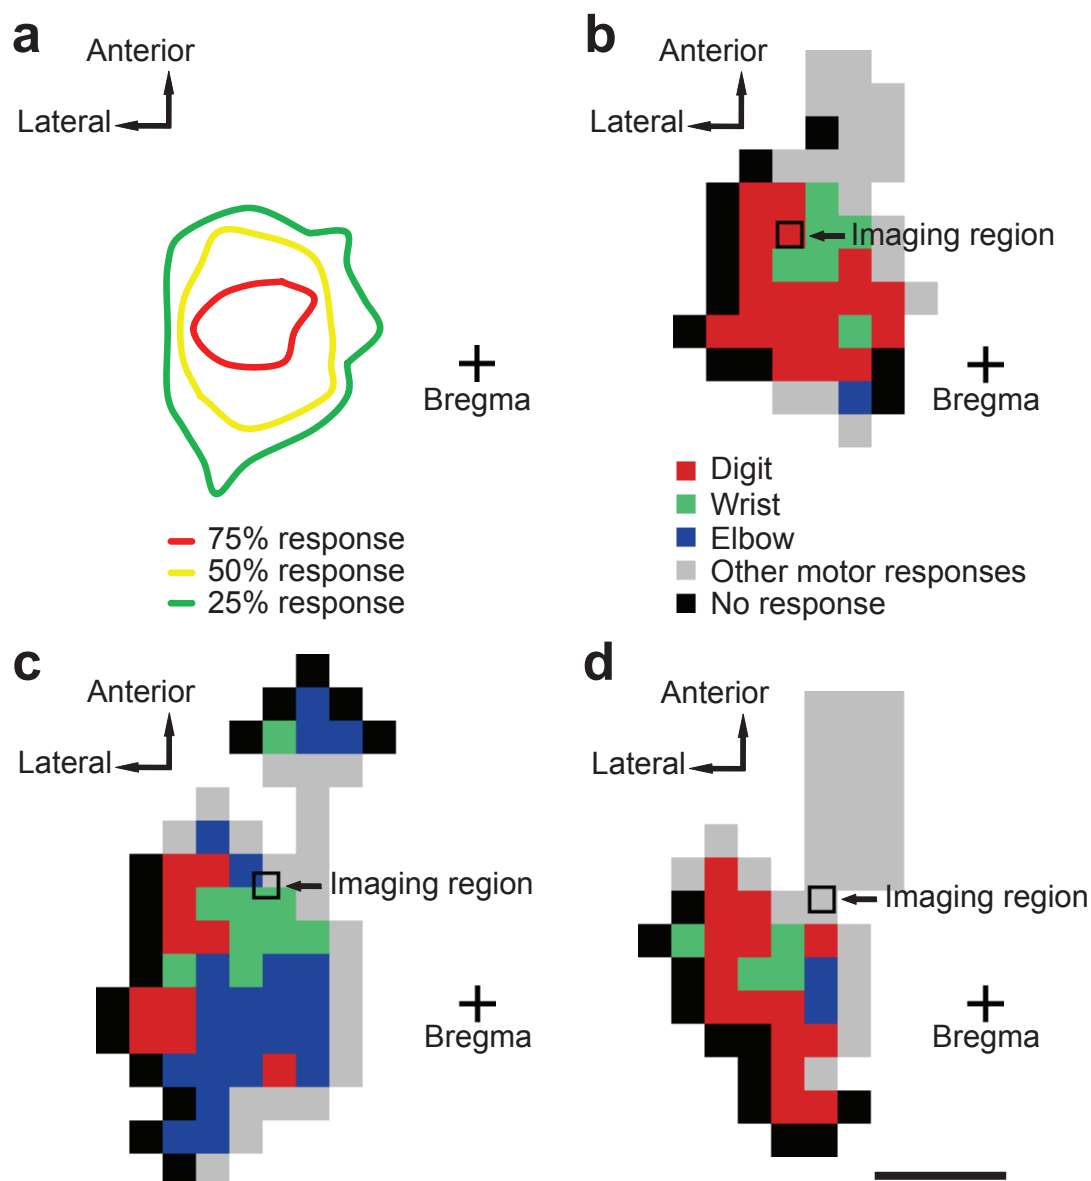 a
Anterior
Lateral
Bregma
75% response
50% response
25% response
b
Anterior
Lateral
Imaging region
Bregma
Digit
Wrist
Elbow
Other motor responses
No response
c
Anterior
Lateral
Imaging region
Bregma
d
Anterior
Lateral
Imaging region
Bregma